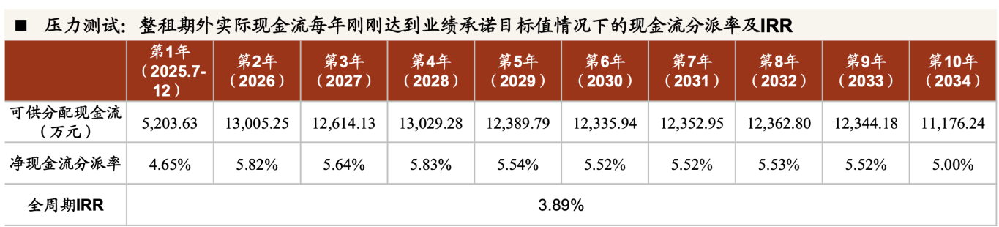 ■ 压力测试：整租期外实际现金流每年刚刚达到业绩承诺目标值情况下的现金流分派率及IRR
第1年（2025.7-12） 第2年（2026） 第3年（2027） 第4年（2028） 第5年（2029） 第6年（2030） 第7年（2031） 第8年（2032） 第9年（2033） 第10年（2034）
可供分配现金流（万元） 5,203.63 13,005.25 12,614.13 13,029.28 12,389.79 12,335.94 12,352.95 12,362.80 12,344.18 11,176.24
净现金流分派率 4.65% 5.82% 5.64% 5.83% 5.54% 5.52% 5.52% 5.53% 5.52% 5.00%
全周期IRR 3.89%